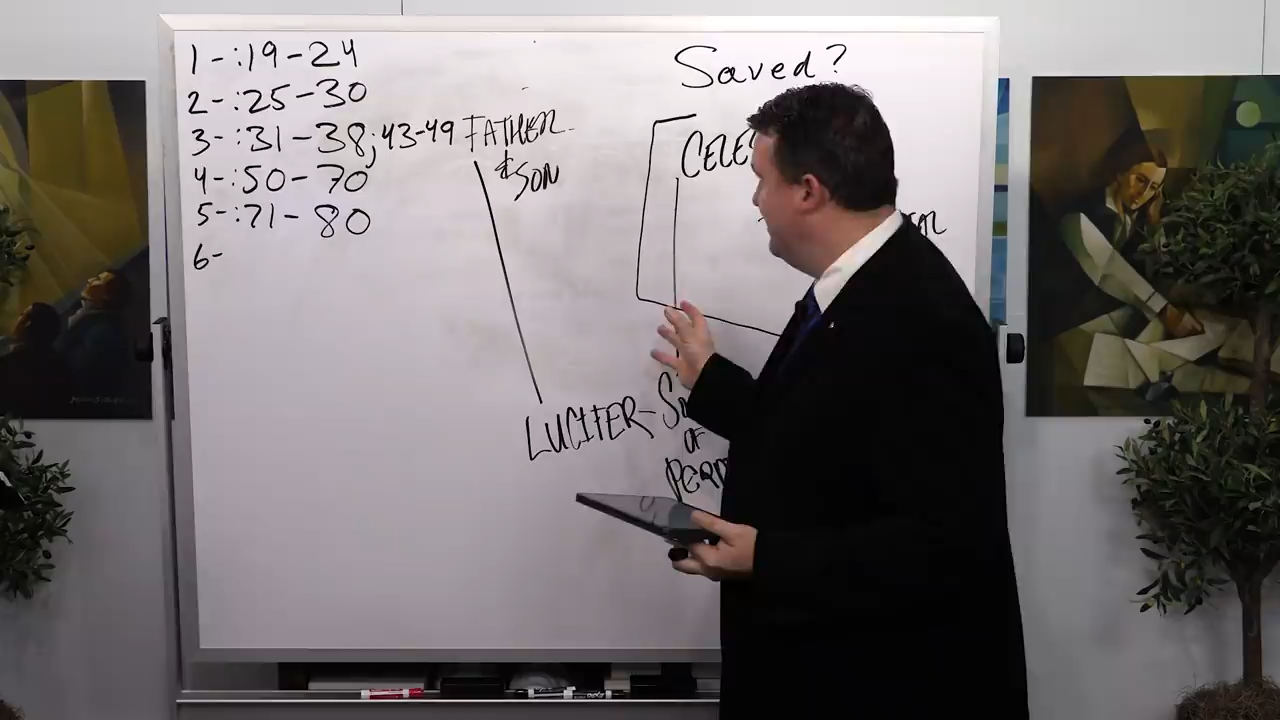 1-:19-24
2-:25-30
3-:31-38;43-49 FATHER
& SON
4-:50-70
5-:71-80
6-
Saved?
LUCIFER-
OF